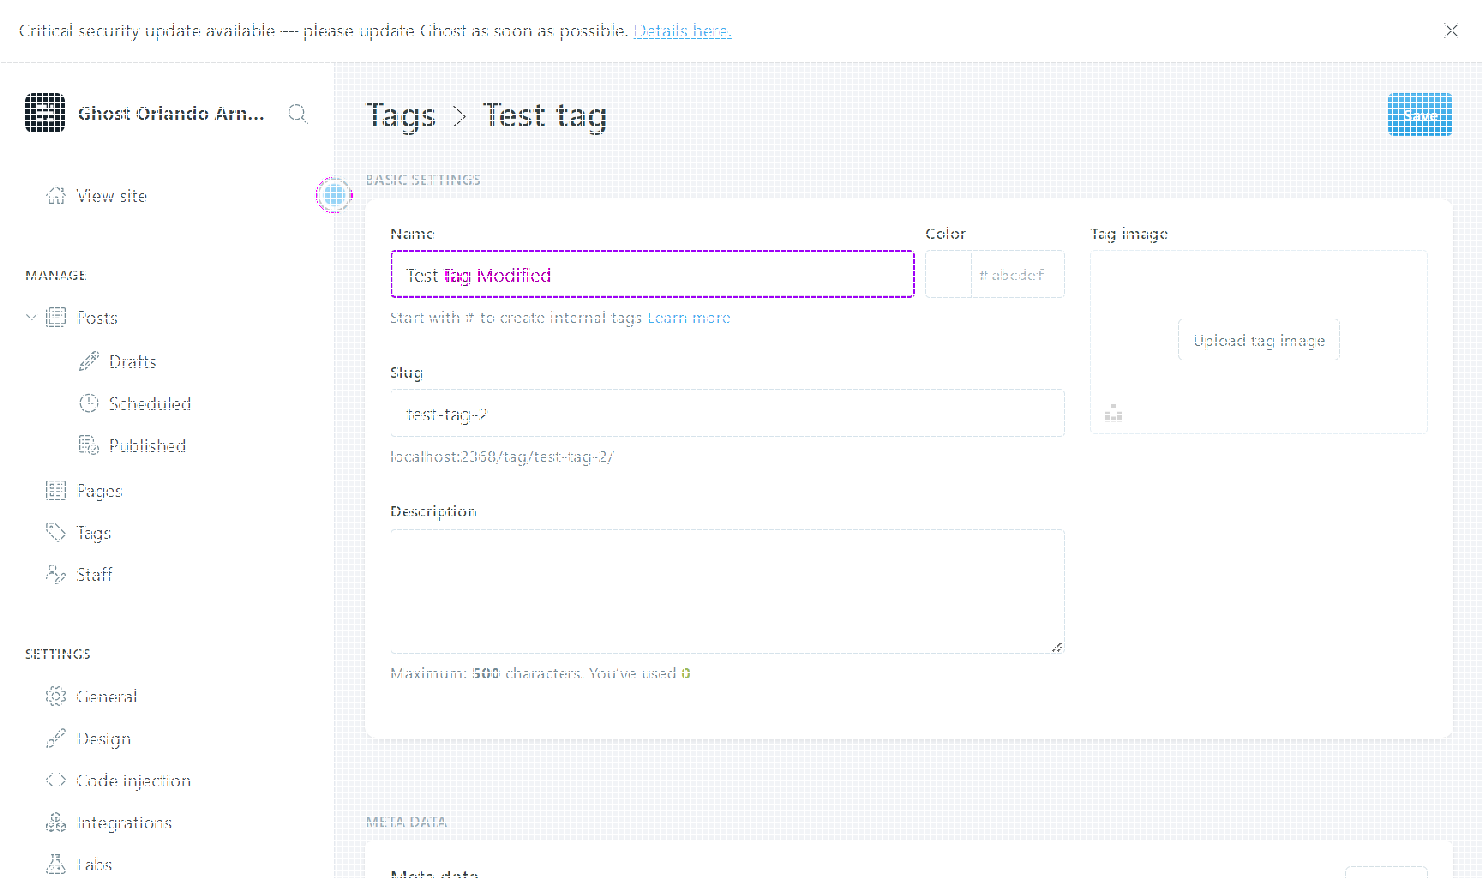 Critical security update available — please update Ghost as soon as possible. Details here.
Ghost Orlando Arn...
Tags > Test tag
Save
View site
BASIC SETTINGS
Name
Color
Tag image
Test Tag Modified
#abcdef
Start with # to create internal tags Learn more
Upload tag image
Slug
test-tag-2
localhost:2368/tag/test-tag-2/
Description
Maximum: 500 characters. You've used 0
MANAGE
Posts
Drafts
Scheduled
Published
Pages
Tags
Staff
SETTINGS
General
Design
Code injection
Integrations
Labs
META DATA
Meta data